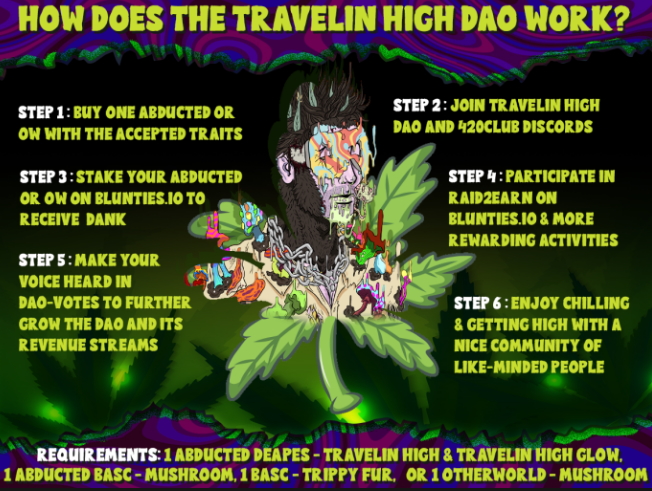 HOW DOES THE TRAVELIN HIGH DAO WORK?
STEP 1: BUY ONE ABDUCTED OR
OW WITH THE ACCEPTED TRAITS
STEP 2: JOIN TRAVELIN HIGH
DAO AND 420CLUB DISCORDS
STEP 3: STAKE YOUR ABDUCTED
OR OW ON BLUNTIES.IO TO
RECEIVE DANK
STEP 4: PARTICIPATE IN
RAID2EARN ON
BLUNTIES.IO & MORE
REWARDING ACTIVITIES
STEP 5: MAKE YOUR
VOICE HEARD IN
DAO-VOTES TO FURTHER
GROW THE DAO AND ITS
REVENUE STREAMS
STEP 6: ENJOY CHILLING
& GETTING HIGH WITH A
NICE COMMUNITY OF
LIKE-MINDED PEOPLE
REQUIREMENTS: 1 ABDUCTED DEAPES - TRAVELIN HIGH & TRAVELIN HIGH GLOW,
1 ABDUCTED BASC - MUSHROOM, 1 BASC - TRIPPY FUR, OR 1 OTHERWORLD - MUSHROOM